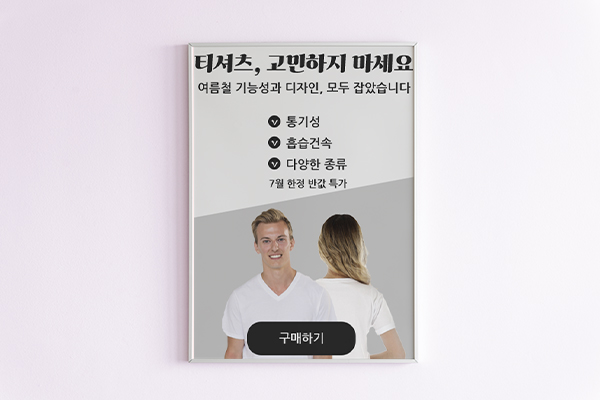 티셔츠, 고민하지 마세요
여름철 기능성과 디자인, 모두 잡았습니다
통기성
흡습건속
다양한 종류
7월 한정 반값 특가
구매하기